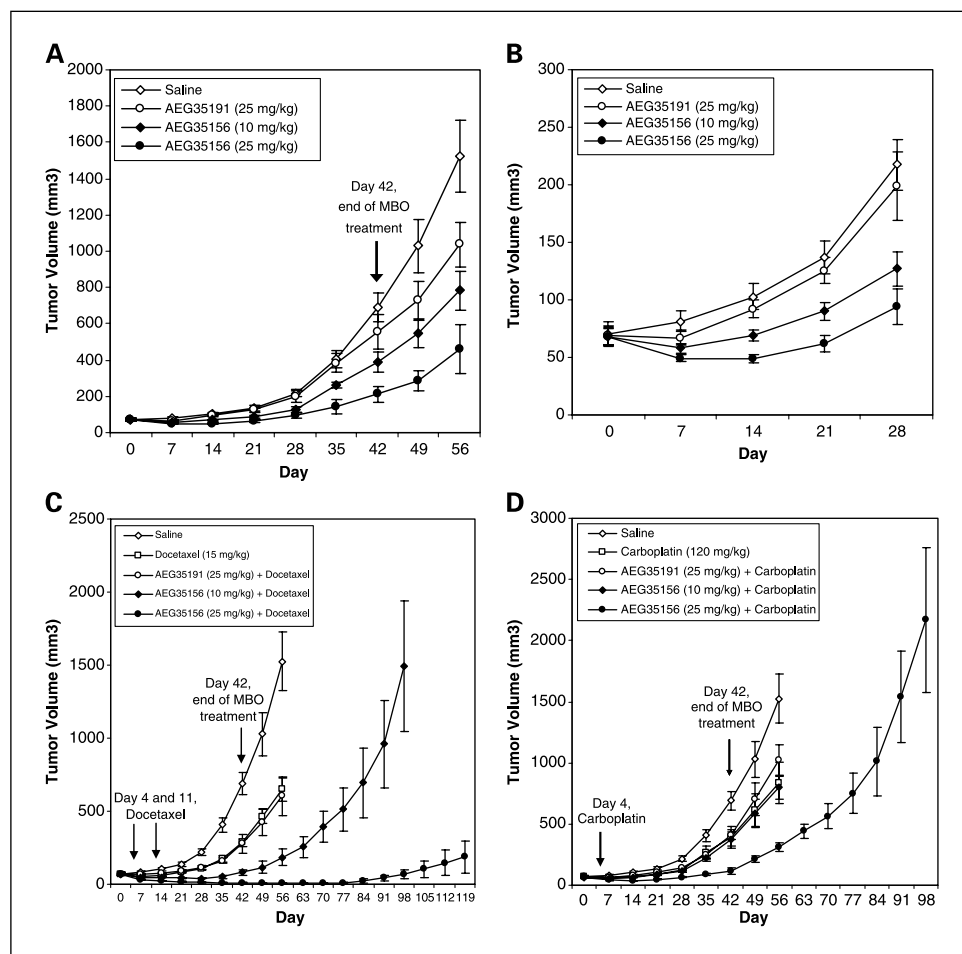 A
Tumor Volume (mm3)
2000
1800
1600
1400
1200
1000
800
600
400
200
0
Saline
AEG35191 (25 mg/kg)
AEG35156 (10 mg/kg)
AEG35156 (25 mg/kg)
Day 42,
end of MBO
treatment
0 7 14 21 28 35 42 49 56
Day
B
Tumor Volume (mm3)
300
250
200
150
100
50
0
Saline
AEG35191 (25 mg/kg)
AEG35156 (10 mg/kg)
AEG35156 (25 mg/kg)
0 7 14 21 28
Day
C
Tumor Volume (mm3)
2500
2000
1500
1000
500
0
Saline
Docetaxel (15 mg/kg)
AEG35191 (25 mg/kg) + Docetaxel
AEG35156 (10 mg/kg) + Docetaxel
AEG35156 (25 mg/kg) + Docetaxel
Day 42,
end of MBO
treatment
Day 4 and 11,
Docetaxel
0 7 14 21 28 35 42 49 56 63 70 77 84 91 98 105 112 119
Day
D
Tumor Volume (mm3)
3000
2500
2000
1500
1000
500
0
Saline
Carboplatin (120 mg/kg)
AEG35191 (25 mg/kg) + Carboplatin
AEG35156 (10 mg/kg) + Carboplatin
AEG35156 (25 mg/kg) + Carboplatin
Day 42,
end of MBO
treatment
Day 4,
Carboplatin
0 7 14 21 28 35 42 49 56 63 70 77 84 91 98
Day